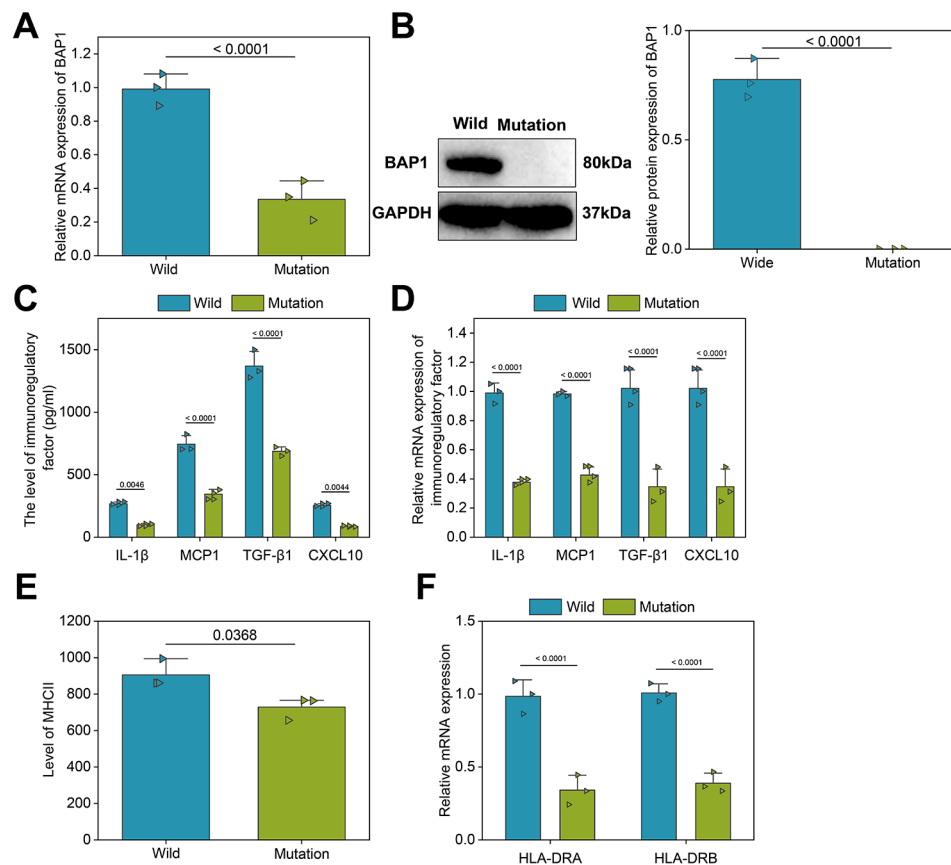 A
Relative mRNA expression of BAP1
1.2
1.0
0.8
0.6
0.4
0.2
0.0
< 0.0001
Wild
Mutation
B
Wild Mutation
BAP1
80kDa
GAPDH
37kDa
Relative protein expression of BAP1
1.0
0.5
0.0
< 0.0001
Wide
Mutation
C
Wild
Mutation
The level of immunoregulatory
factor (pg/ml)
1500
1000
500
0
0.0046
< 0.0001
< 0.0001
0.0044
IL-1β
MCP1
TGF-β1
CXCL10
D
Wild
Mutation
Relative mRNA expression of
immunoregulatory factor
1.4
1.2
1.0
0.8
0.6
0.4
0.2
0.0
< 0.0001
< 0.0001
< 0.0001
< 0.0001
IL-1β
MCP1
TGF-β1
CXCL10
E
Level of MHCII
1200
1000
800
600
400
200
0
0.0368
Wild
Mutation
F
Wild
Mutation
Relative mRNA expression
1.5
1.0
0.5
0.0
< 0.0001
< 0.0001
HLA-DRA
HLA-DRB